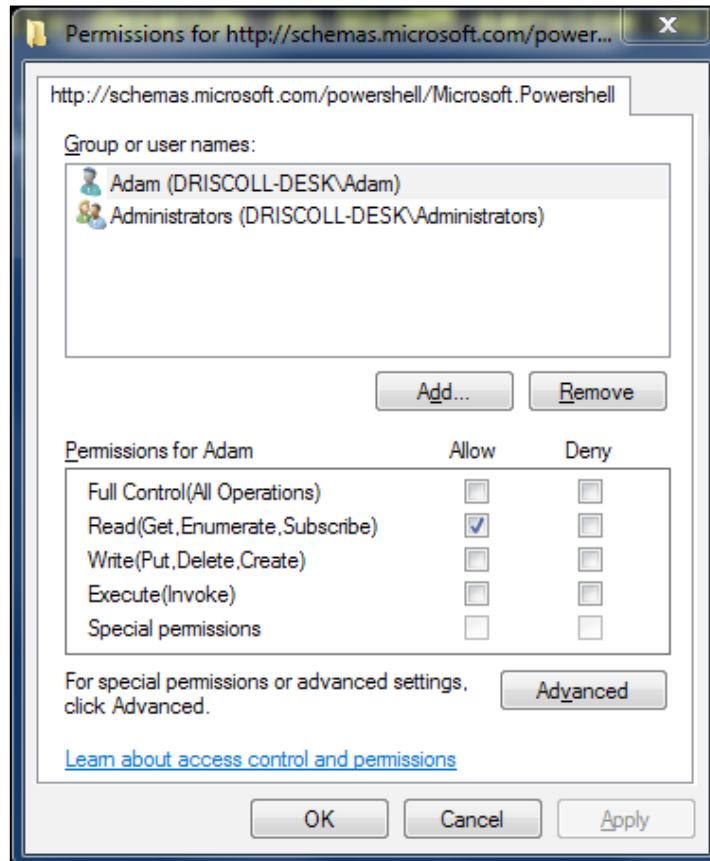 Permissions for http://schemas.microsoft.com/power...
X
http://schemas.microsoft.com/powershell/Microsoft.Powershell
Group or user names:
Adam (DRISCOLL-DESK\Adam)
Administrators (DRISCOLL-DESK\Administrators)
Add... Remove
Permissions for Adam Allow Deny
Full Control(All Operations)
Read(Get,Enumerate,Subscribe)
Write(Put,Delete,Create)
Execute(Invoke)
Special permissions
For special permissions or advanced settings,
click Advanced.
Advanced
Learn about access control and permissions
OK Cancel Apply